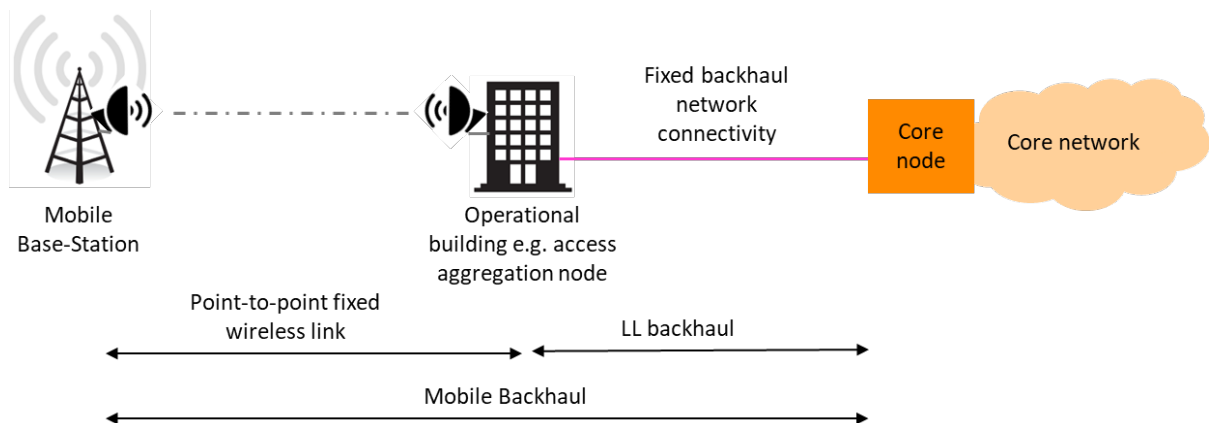 Fixed backhaul
network
connectivity
Core
node
Core network
Mobile
Base-Station
Operational
building e.g. access
aggregation node
Point-to-point fixed
wireless link
LL backhaul
Mobile Backhaul